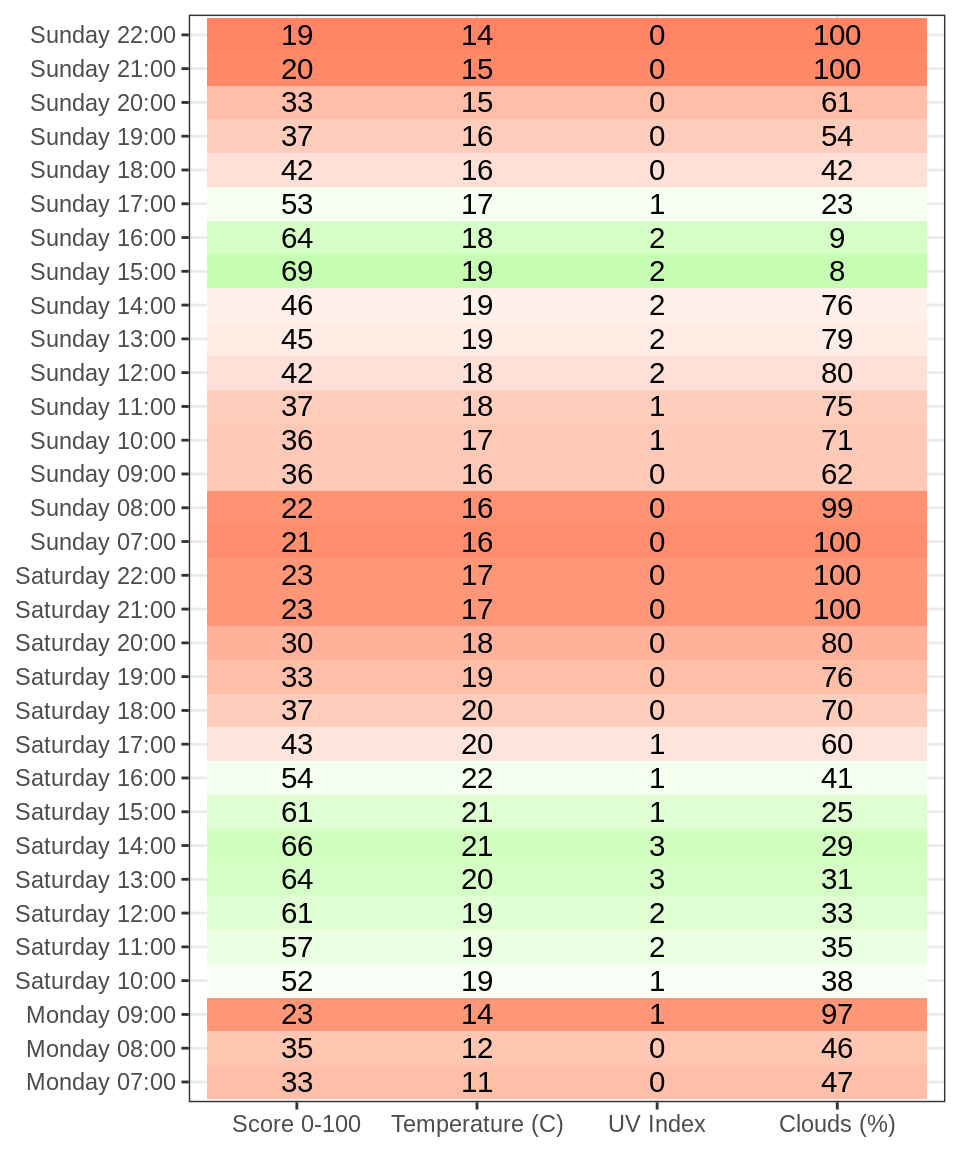 Sunday 22:00 19 14 0 100
Sunday 21:00 20 15 0 100
Sunday 20:00 33 15 0 61
Sunday 19:00 37 16 0 54
Sunday 18:00 42 16 0 42
Sunday 17:00 53 17 1 23
Sunday 16:00 64 18 2 9
Sunday 15:00 69 19 2 8
Sunday 14:00 46 19 2 76
Sunday 13:00 45 19 2 79
Sunday 12:00 42 18 2 80
Sunday 11:00 37 18 1 75
Sunday 10:00 36 17 1 71
Sunday 09:00 36 16 0 62
Sunday 08:00 22 16 0 99
Sunday 07:00 21 16 0 100
Saturday 22:00 23 17 0 100
Saturday 21:00 23 17 0 100
Saturday 20:00 30 18 0 80
Saturday 19:00 33 19 0 76
Saturday 18:00 37 20 0 70
Saturday 17:00 43 20 1 60
Saturday 16:00 54 22 1 41
Saturday 15:00 61 21 1 25
Saturday 14:00 66 21 3 29
Saturday 13:00 64 20 3 31
Saturday 12:00 61 19 2 33
Saturday 11:00 57 19 2 35
Saturday 10:00 52 19 1 38
Monday 09:00 23 14 1 97
Monday 08:00 35 12 0 46
Monday 07:00 33 11 0 47
Score 0-100 Temperature (C) UV Index Clouds (%)